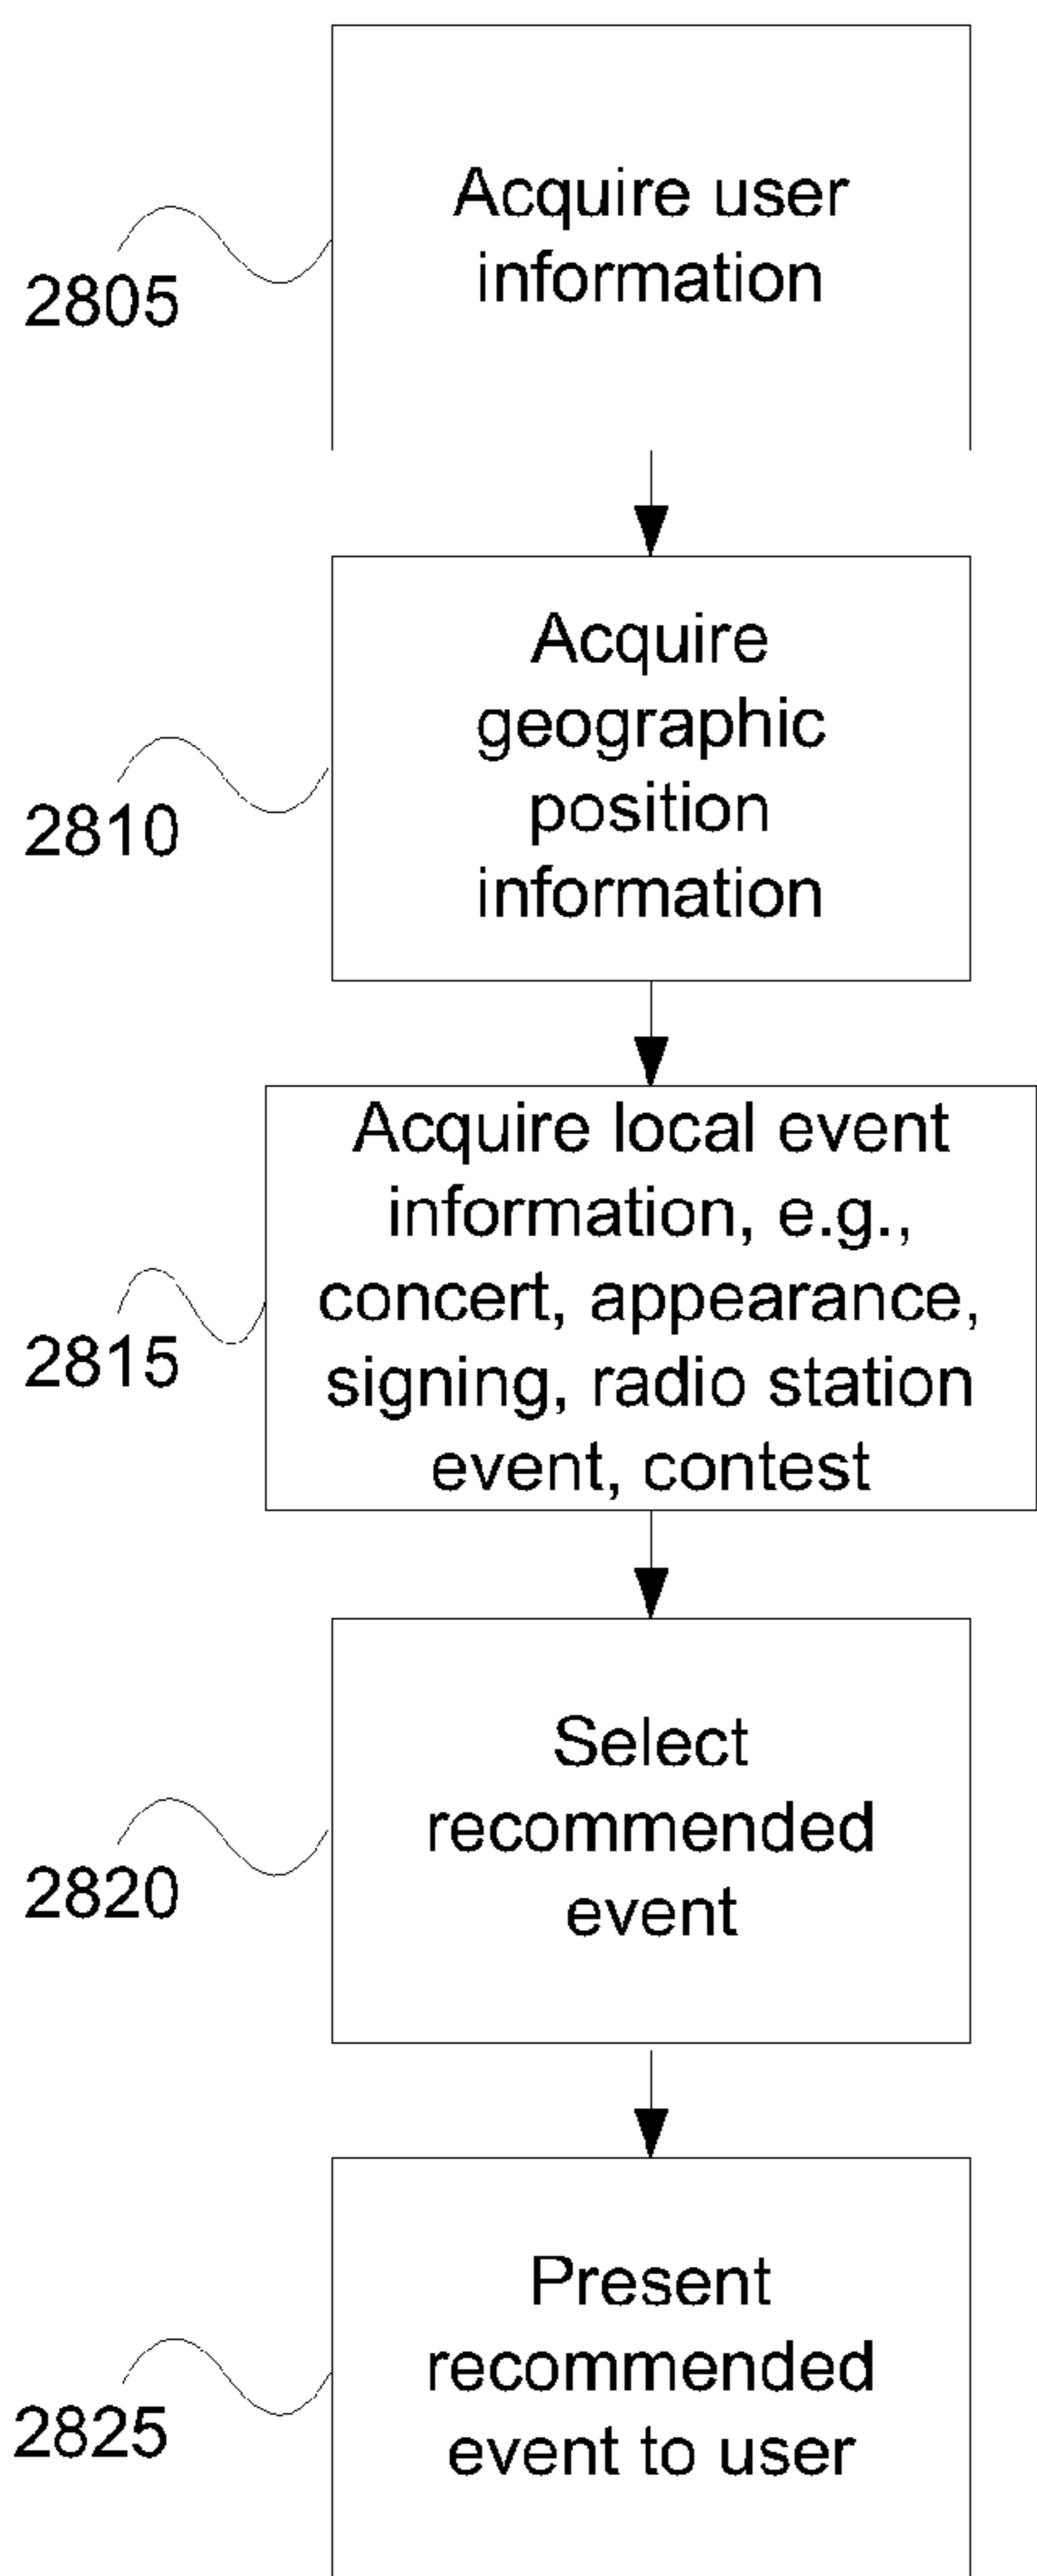 Acquire user
information
2805
Acquire
geographic
position
information
2810
Acquire local event
information, e.g.,
concert, appearance,
signing, radio station
event, contest
2815
Select
recommended
event
2820
Present
recommended
event to user
2825